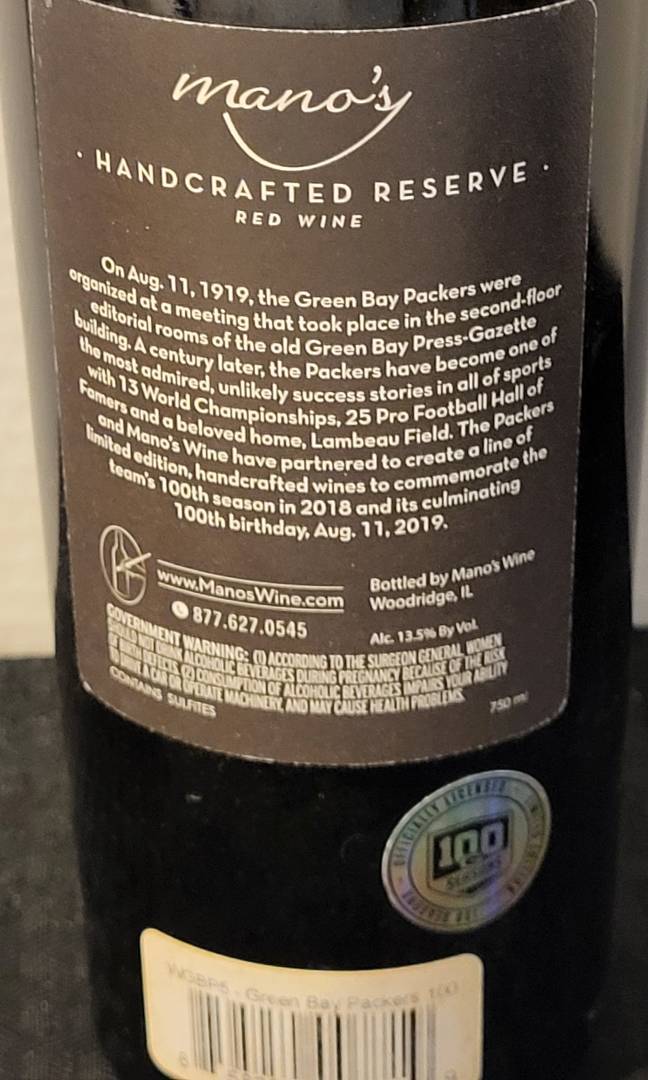 mano's
· HANDCRAFTED RESERVE ·
RED WINE
On Aug. 11, 1919, the Green Bay Packers were
organized at a meeting that took place in the second-floor
editorial rooms of the old Green Bay Press-Gazette
building. A century later, the Packers have become one of
the most admired, unlikely success stories in all of sports
with 13 World Championships, 25 Pro Football Hall of
Famers and a beloved home, Lambeau Field. The Packers
and Mano's Wine have partnered to create a line of
limited edition, handcrafted wines to commemorate the
team's 100th season in 2018 and its culminating
100th birthday, Aug. 11, 2019.
www.ManosWine.com
877.627.0545
Bottled by Mano's Wine
Woodridge, IL
Alc. 13.5% By Vol.
GOVERNMENT WARNING: (1) ACCORDING TO THE SURGEON GENERAL, WOMEN
SHOULD NOT DRINK ALCOHOLIC BEVERAGES DURING PREGNANCY BECAUSE OF THE RISK
OF BIRTH DEFECTS. (2) CONSUMPTION OF ALCOHOLIC BEVERAGES IMPAIRS YOUR ABILITY
TO DRIVE A CAR OR OPERATE MACHINERY, AND MAY CAUSE HEALTH PROBLEMS.
CONTAINS SULFITES
750 ml
OFFICIALLY LICENSED
100
SEASONS
Green Bay Packers 100